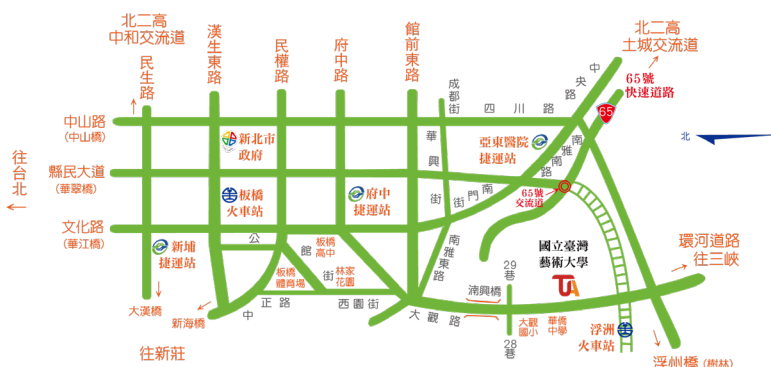 北二高
中和交流道
漢生東路
民權路
府中路
館前東路
北二高
土城交流道
民生路
成都街
中央路
65號
快速道路
65
中山路
(中山橋)
四川路
新北市
政府
華興街
亞東醫院
捷運站
南雅南路
北
往台北
縣民大道
(華翠橋)
板橋
火車站
府中
捷運站
南門街
65號
交流道
文化路
(華江橋)
新埔
捷運站
公館街
板橋
高中
南雅東路
29巷
國立臺灣
藝術大學
環河道路
往三峽
板橋
體育場
林家
花園
湳興橋
大漢橋
新海橋
中正路
西園街
大觀路
大觀
國小
華僑
中學
28巷
浮洲
火車站
往新莊
浮州橋(樹林)